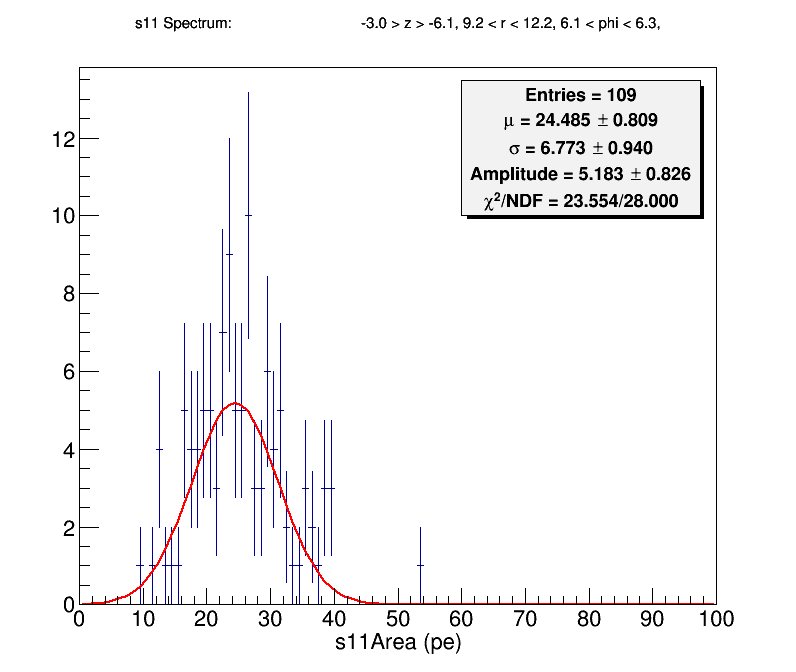 s11 Spectrum: -3.0 > z > -6.1, 9.2 < r < 12.2, 6.1 < phi < 6.3,
Entries = 109
μ = 24.485 ± 0.809
σ = 6.773 ± 0.940
Amplitude = 5.183 ± 0.826
χ²/NDF = 23.554/28.000
12
10
8
6
4
2
0
0 10 20 30 40 50 60 70 80 90 100
s11Area (pe)